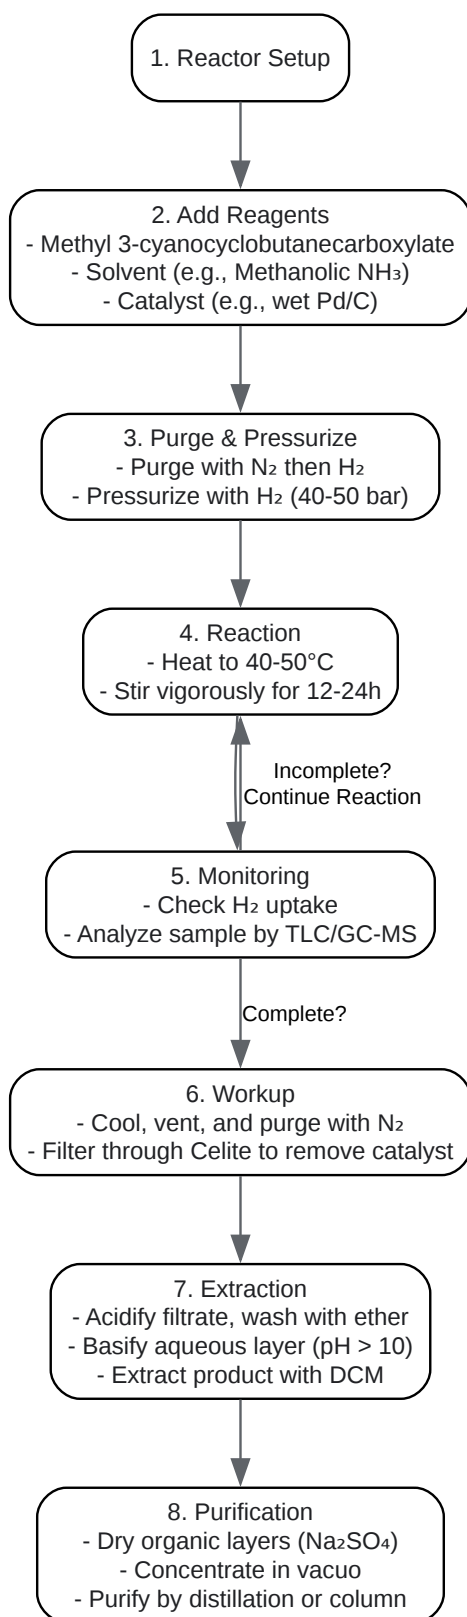 1. Reactor Setup
2. Add Reagents
- Methyl 3-cyanocyclobutanecarboxylate
- Solvent (e.g., Methanolic NH₃)
- Catalyst (e.g., wet Pd/C)
3. Purge & Pressurize
- Purge with N₂ then H₂
- Pressurize with H₂ (40-50 bar)
4. Reaction
- Heat to 40-50°C
- Stir vigorously for 12-24h
Incomplete?
Continue Reaction
5. Monitoring
- Check H₂ uptake
- Analyze sample by TLC/GC-MS
Complete?
6. Workup
- Cool, vent, and purge with N₂
- Filter through Celite to remove catalyst
7. Extraction
- Acidify filtrate, wash with ether
- Basify aqueous layer (pH > 10)
- Extract product with DCM
8. Purification
- Dry organic layers (Na₂SO₄)
- Concentrate in vacuo
- Purify by distillation or column